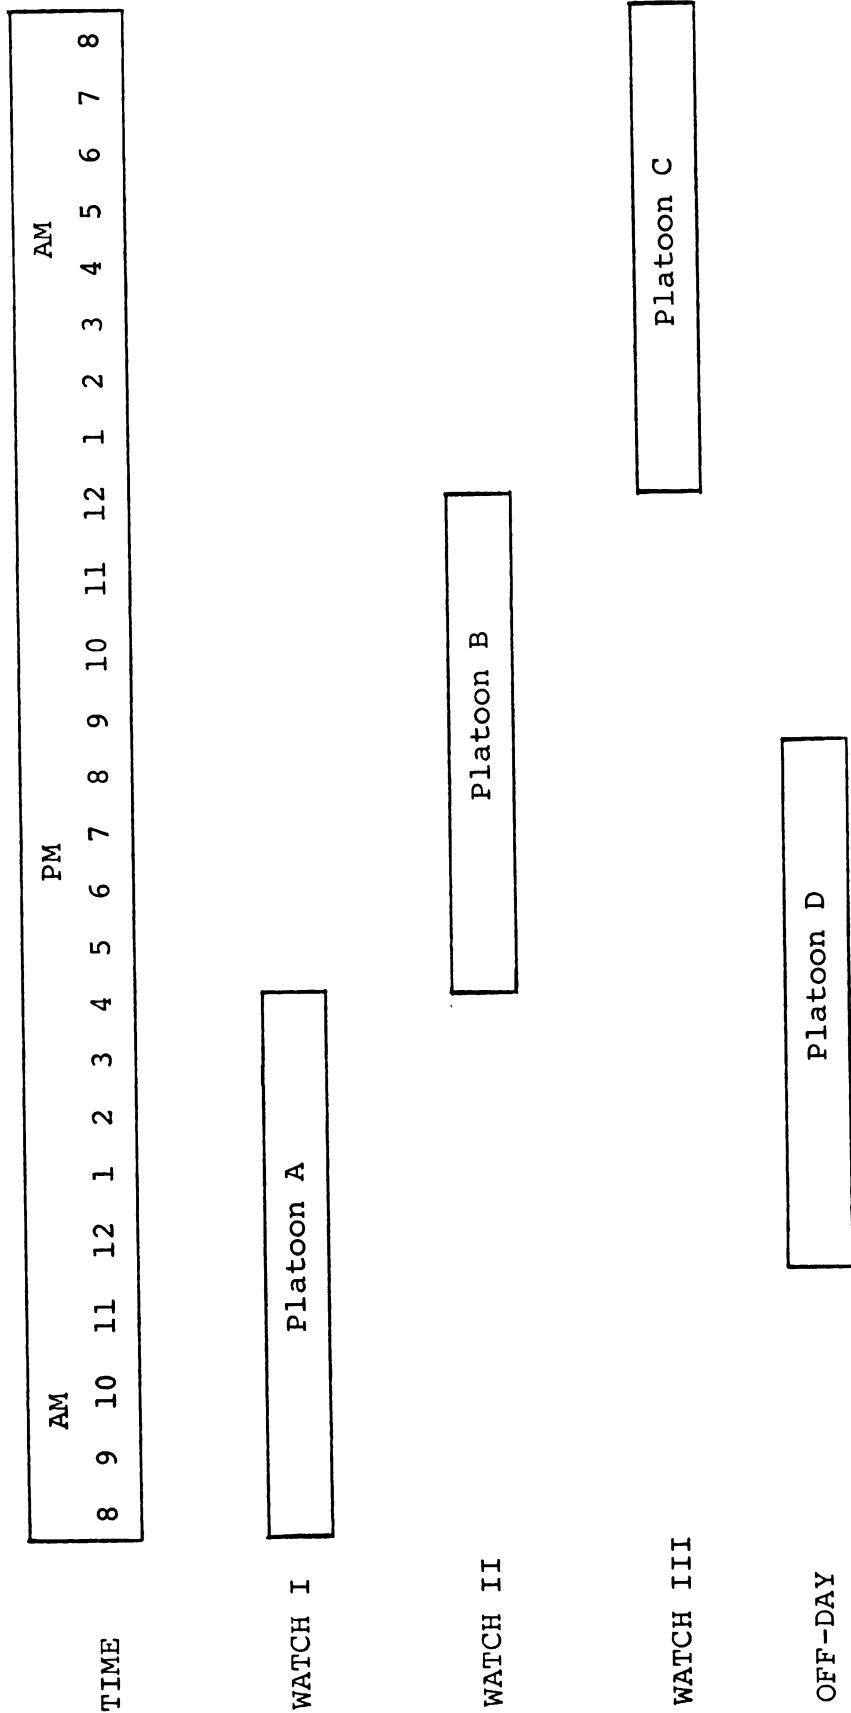 AM PM AM
TIME 8 9 10 11 12 1 2 3 4 5 6 7 8 9 10 11 12 1 2 3 4 5 6 7 8
WATCH I Platoon A
WATCH II Platoon B
WATCH III Platoon C
OFF-DAY Platoon D